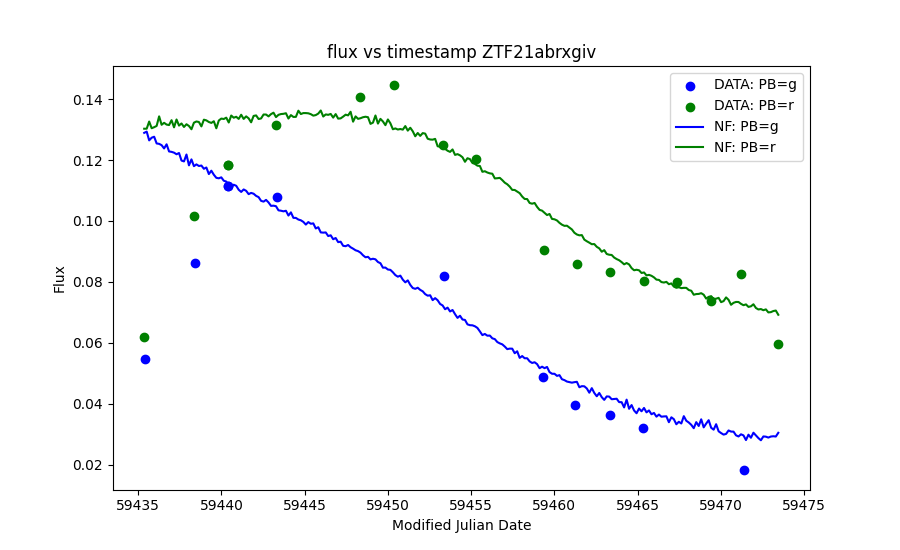 flux vs timestamp ZTF21abrxgiv
DATA: PB=g
DATA: PB=r
NF: PB=g
NF: PB=r
Flux
0.14
0.12
0.10
0.08
0.06
0.04
0.02
59435 59440 59445 59450 59455 59460 59465 59470 59475
Modified Julian Date